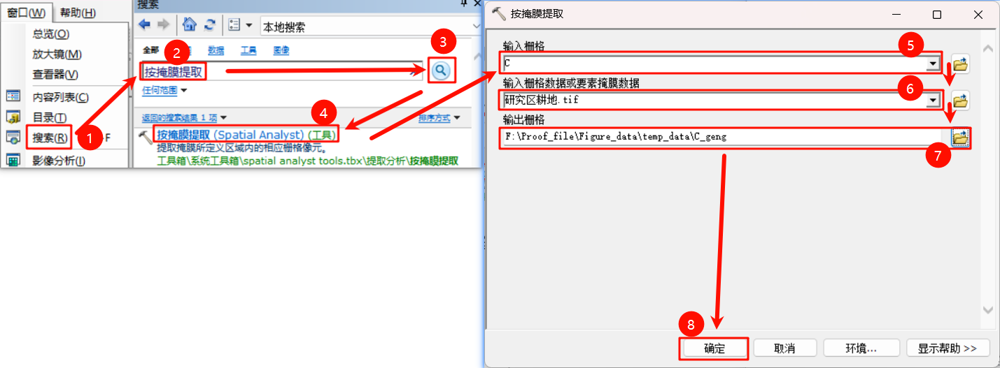 窗口(W) 帮助(H)
总览(O)
放大镜(M)
查看器(V)
内容列表(C)
目录(T)
搜索(R)
1
F
影像分析(I)
搜索
本地搜索
全部
数据 工具 图像
2
3
按掩膜提取
任何范围
4
返回的搜索结果 1 项
排序方式
按掩膜提取 (Spatial Analyst) (工具)
提取掩膜所定义区域内的相应栅格像元。
工具箱\系统工具箱\spatial analyst tools.tbx\提取分析\按掩膜提取
按掩膜提取
输入栅格
5
C
输入栅格数据或要素掩膜数据
6
研究区耕地.tif
输出栅格
F:\Proof_file\Figure_data\temp_data\C_geng
7
8
确定 取消 环境... 显示帮助 >>